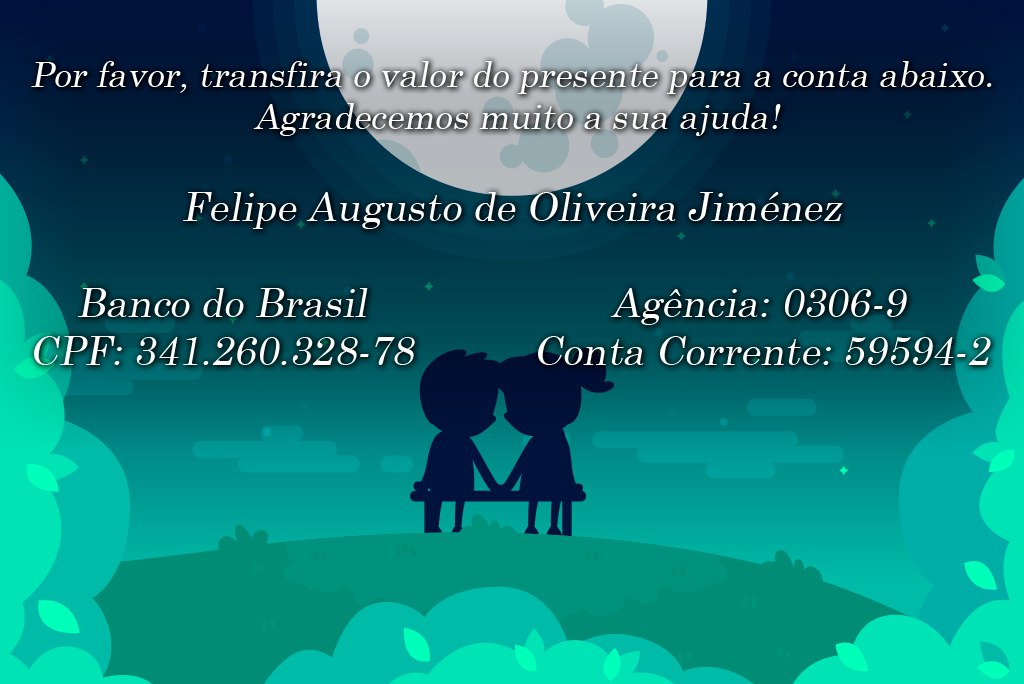 Por favor, transfira o valor do presente para a conta abaixo.
Agradecemos muito a sua ajuda!
Felipe Augusto de Oliveira Jiménez
Banco do Brasil
CPF: 341.260.328-78
Agência: 0306-9
Conta Corrente: 59594-2